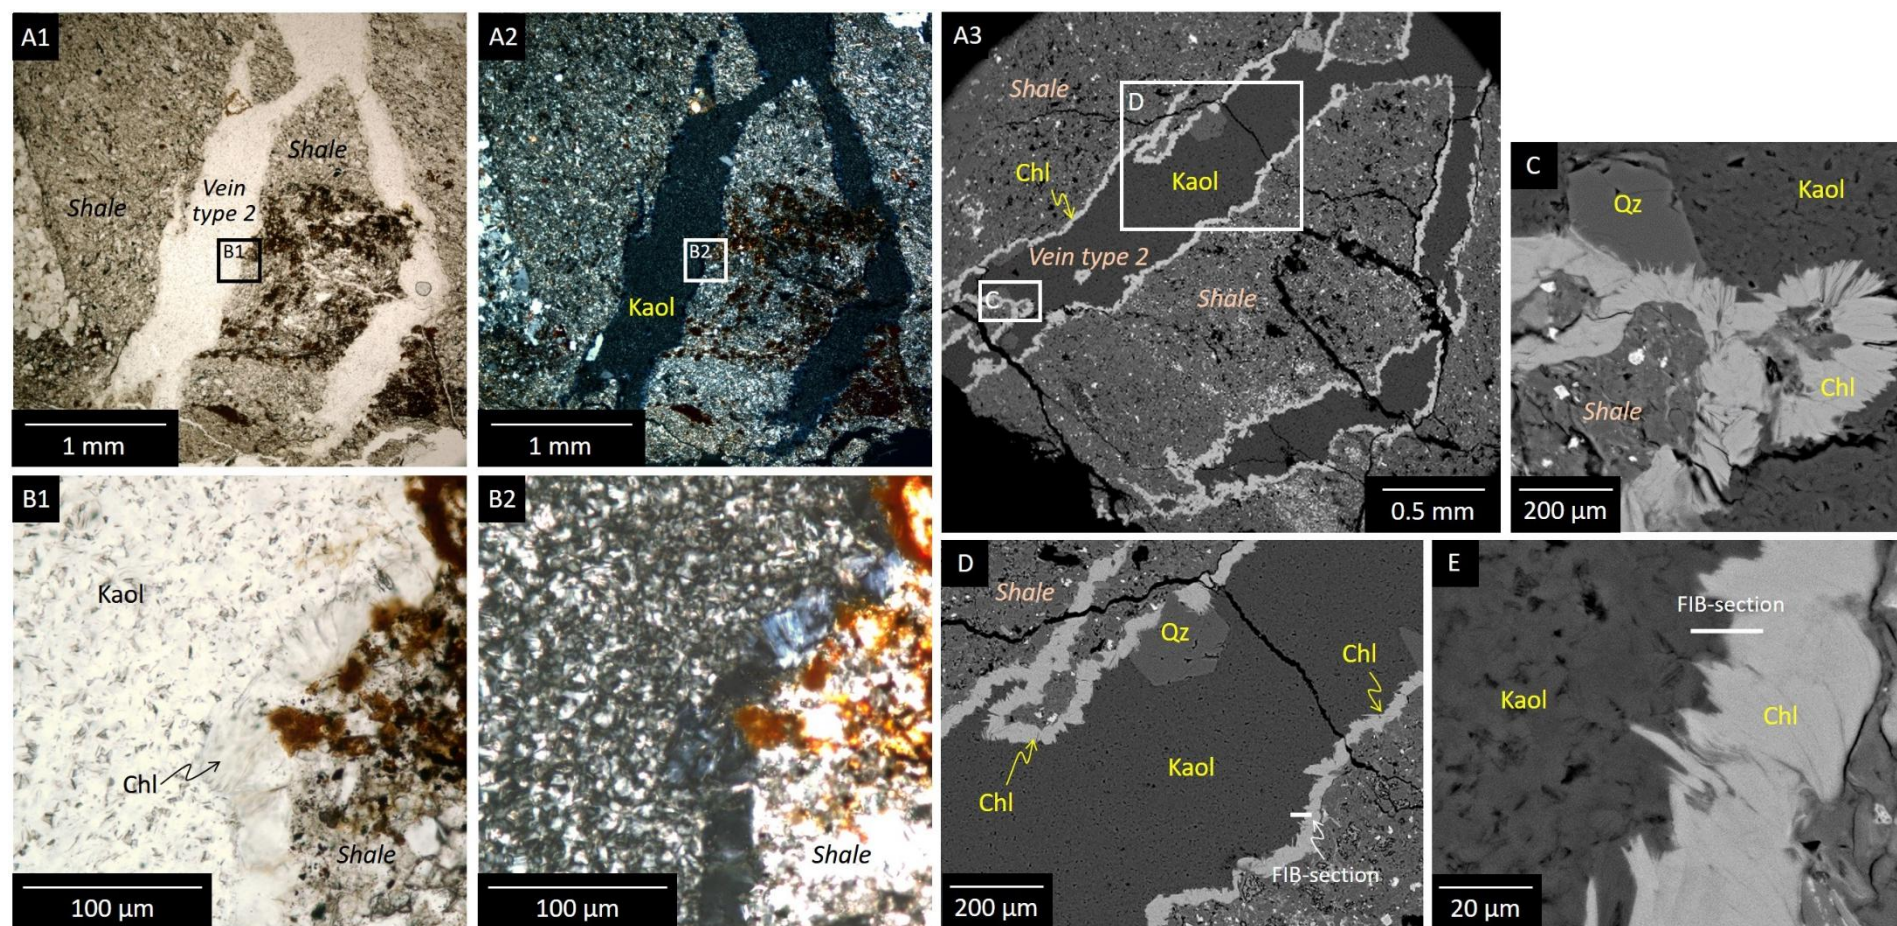 A1
Shale
Shale
Vein
type 2
B1
1 mm
A2
B2
Kaol
1 mm
A3
Shale
D
Chl
Kaol
Vein type 2
C
Shale
0.5 mm
C
Qz
Kaol
Chl
Shale
200 µm
B1
Kaol
Chl
Shale
100 µm
B2
Shale
100 µm
D
Shale
Qz
Chl
Kaol
Chl
FIB-section
200 µm
E
FIB-section
Kaol
Chl
20 µm